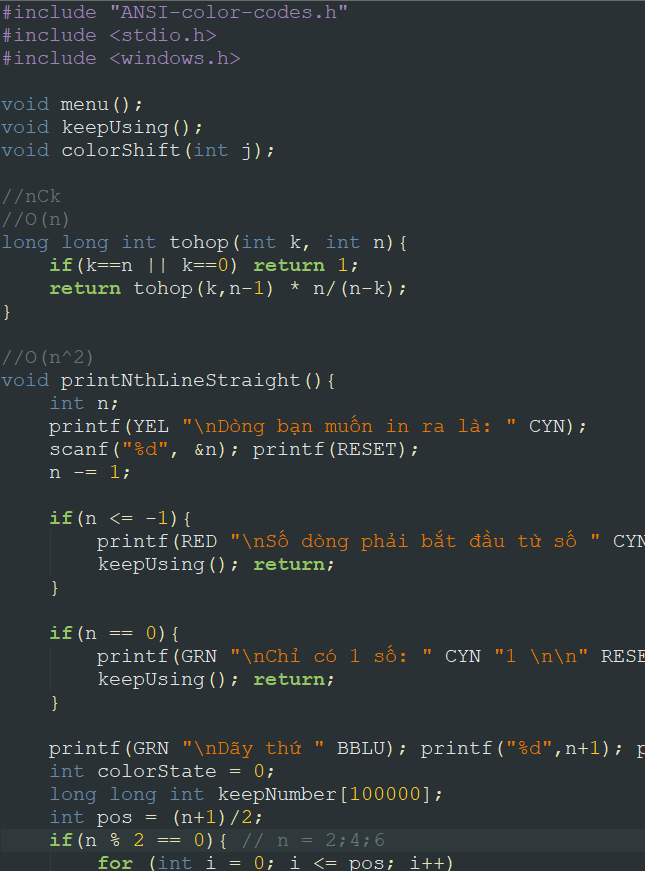 #include "ANSI-color-codes.h"
#include <stdio.h>
#include <windows.h>
void menu();
void keepUsing();
void colorShift(int j);
//nCk
//O(n)
long long int tohop(int k, int n){
if(k==n || k==0) return 1;
return tohop(k,n-1) * n/(n-k);
}
//O(n^2)
void printNthLineStraight(){
int n;
printf(YEL "\nDòng bạn muốn in ra là: " CYN);
scanf("%d", &n); printf(RESET);
n -= 1;
if(n <= -1){
printf(RED "\nSố dòng phải bắt đầu từ số " CYN
keepUsing(); return;
}
if(n == 0){
printf(GRN "\nChỉ có 1 số: " CYN "1 \n\n" RESE
keepUsing(); return;
}
printf(GRN "\nDãy thứ " BBLU); printf("%d",n+1); p
int colorState = 0;
long long int keepNumber[100000];
int pos = (n+1)/2;
if(n % 2 == 0){ // n = 2;4;6
for (int i = 0; i <= pos; i++)